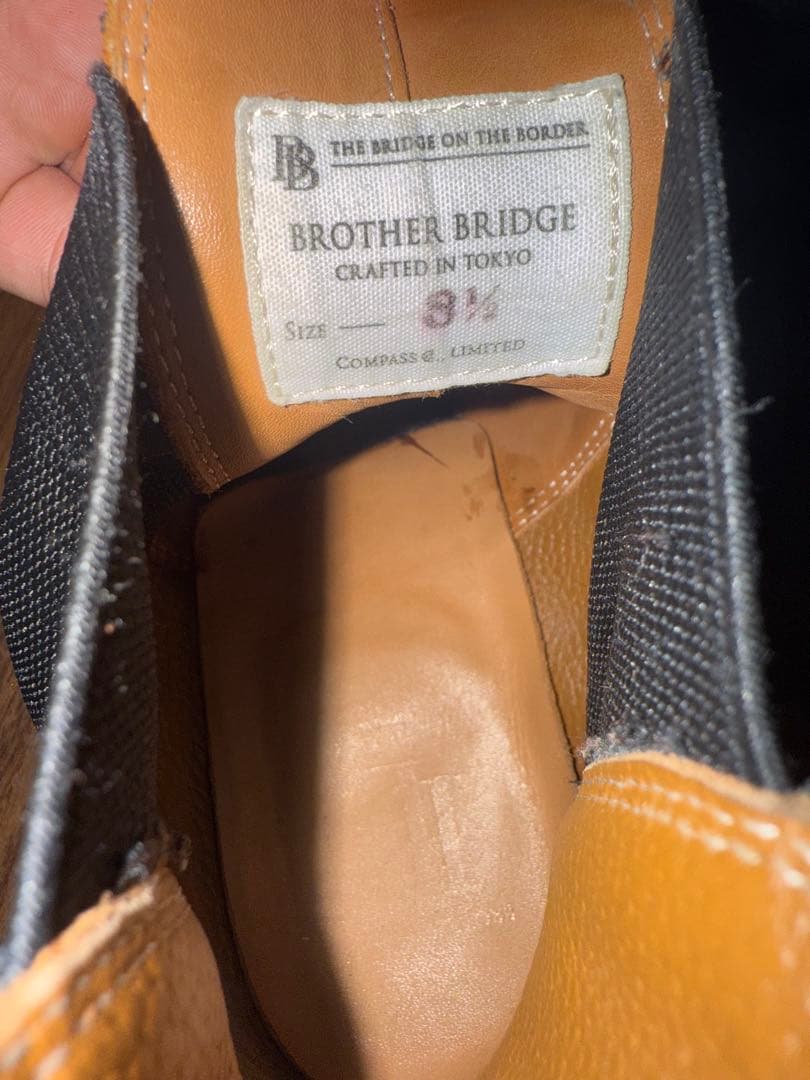 BB THE BRIDGE ON THE BORDER.
BROTHER BRIDGE
CRAFTED IN TOKYO
SIZE — 8½
COMPASS @., LIMITED